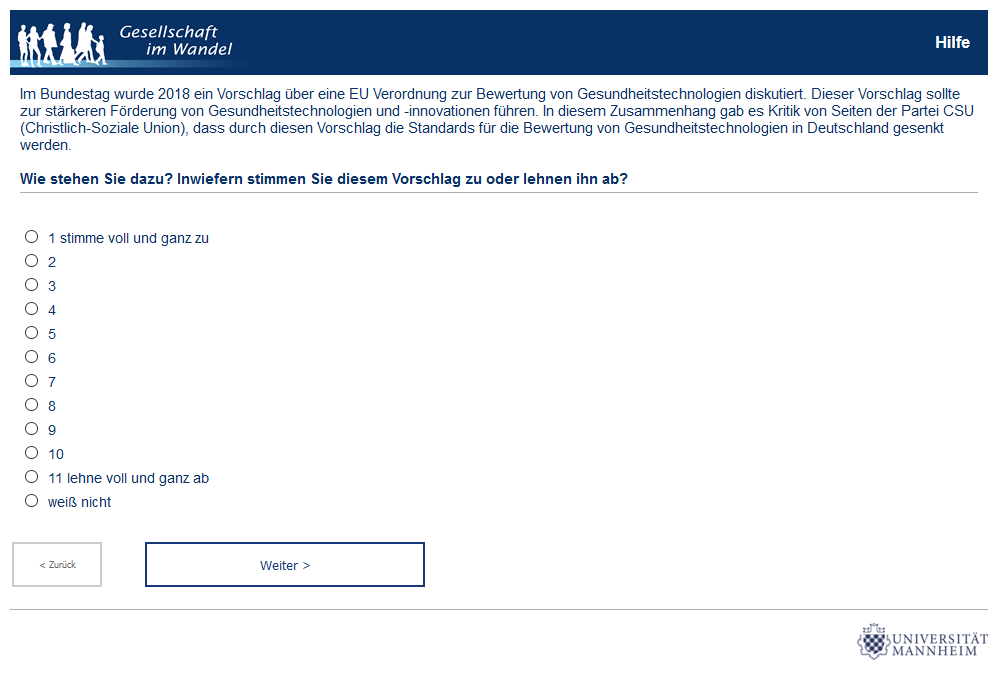 Gesellschaft
im Wandel
Hilfe
Im Bundestag wurde 2018 ein Vorschlag über eine EU Verordnung zur Bewertung von Gesundheitstechnologien diskutiert. Dieser Vorschlag sollte
zur stärkeren Förderung von Gesundheitstechnologien und -innovationen führen. In diesem Zusammenhang gab es Kritik von Seiten der Partei CSU
(Christlich-Soziale Union), dass durch diesen Vorschlag die Standards für die Bewertung von Gesundheitstechnologien in Deutschland gesenkt
werden.
Wie stehen Sie dazu? Inwiefern stimmen Sie diesem Vorschlag zu oder lehnen ihn ab?
1 stimme voll und ganz zu
2
3
4
5
6
7
8
9
10
11 lehne voll und ganz ab
weiß nicht
< Zurück
Weiter >
UNIVERSITÄT
MANNHEIM